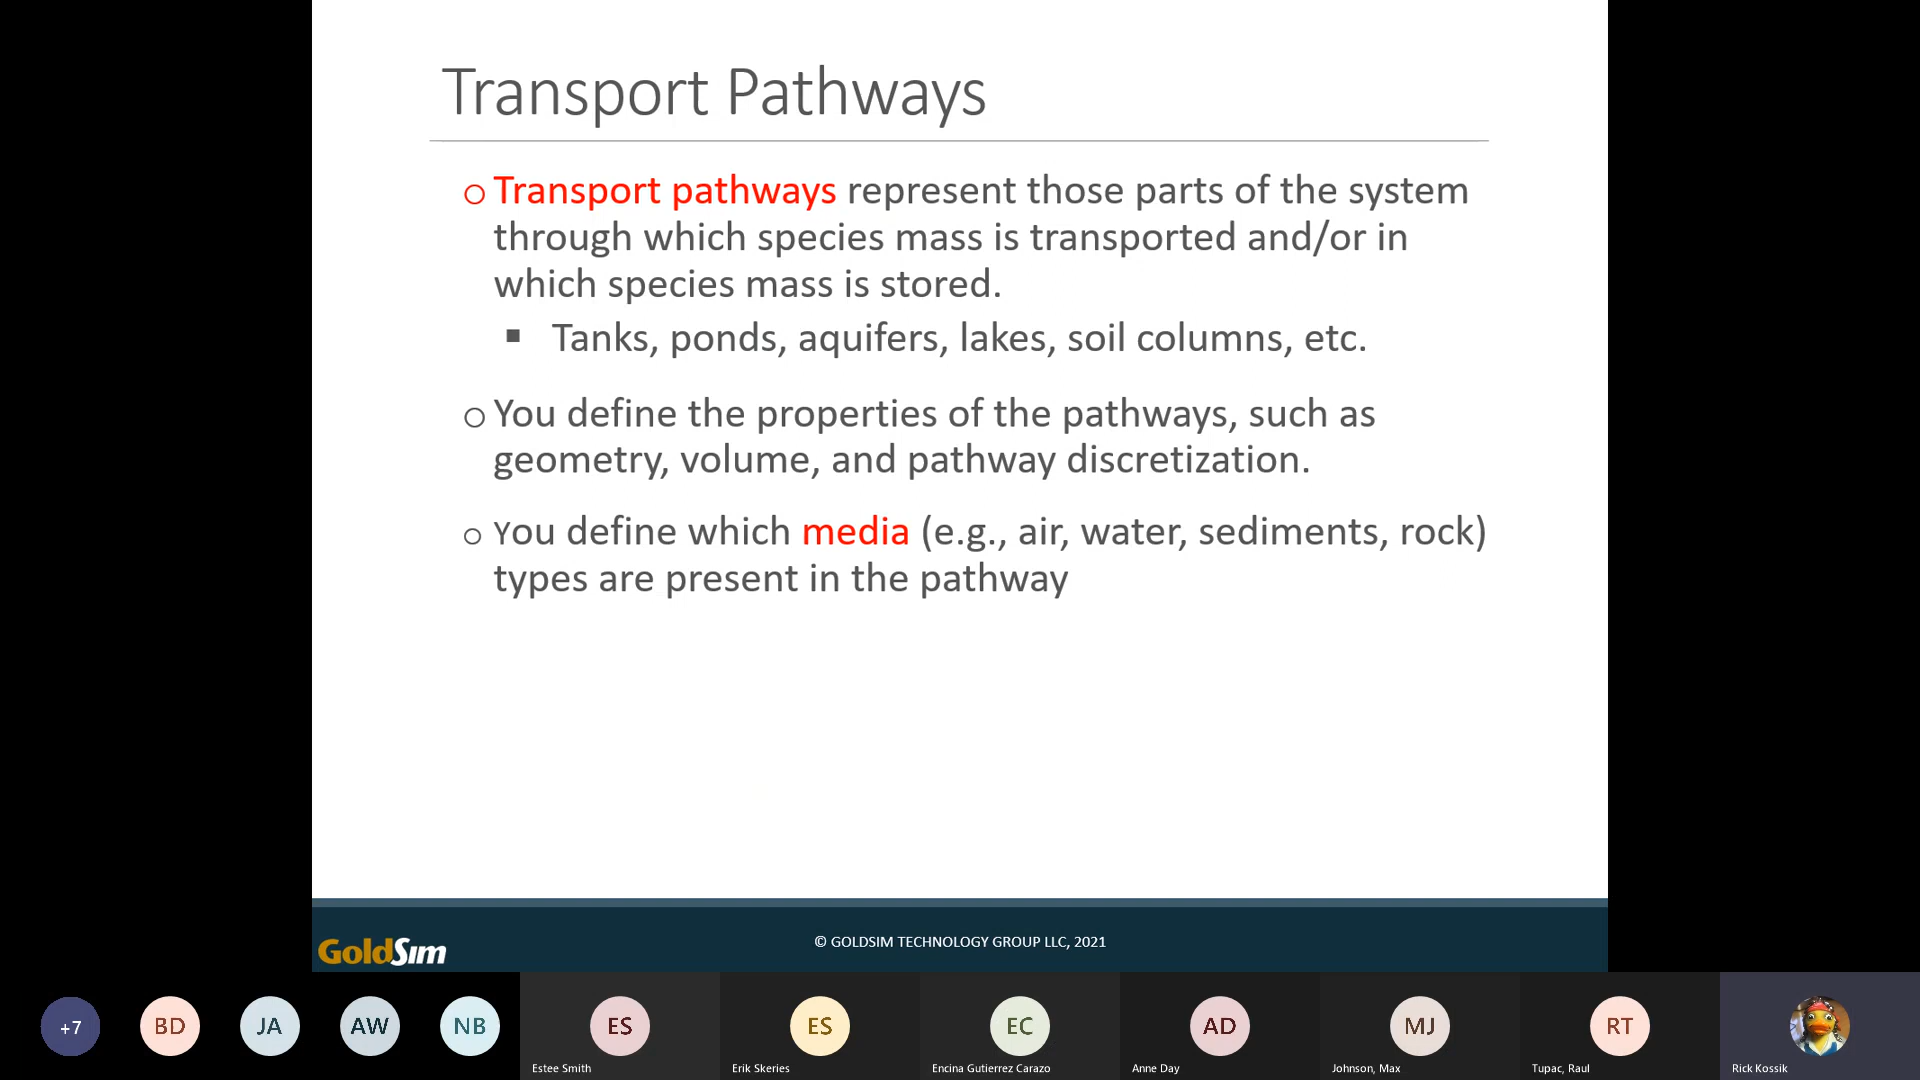 Transport Pathways
Transport pathways represent those parts of the system
through which species mass is transported and/or in
which species mass is stored.
Tanks, ponds, aquifers, lakes, soil columns, etc.
You define the properties of the pathways, such as
geometry, volume, and pathway discretization.
You define which media (e.g., air, water, sediments, rock)
types are present in the pathway
GoldSim
© GOLDSIM TECHNOLOGY GROUP LLC, 2021
+7
BD
JA
AW
NB
ES
Estee Smith
ES
Erik Skeries
EC
Encina Gutierrez Carazo
AD
Anne Day
MJ
Johnson, Max
RT
Tupac, Raul
Rick Kossik